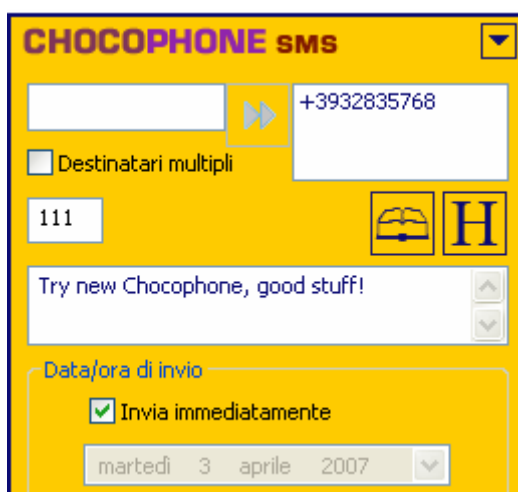 CHOCOPHONE SMS
+3932835768
Destinatari multipli
111
H
Try new Chocophone, good stuff!
Data/ora di invio
Invia immediatamente
martedì 3 aprile 2007